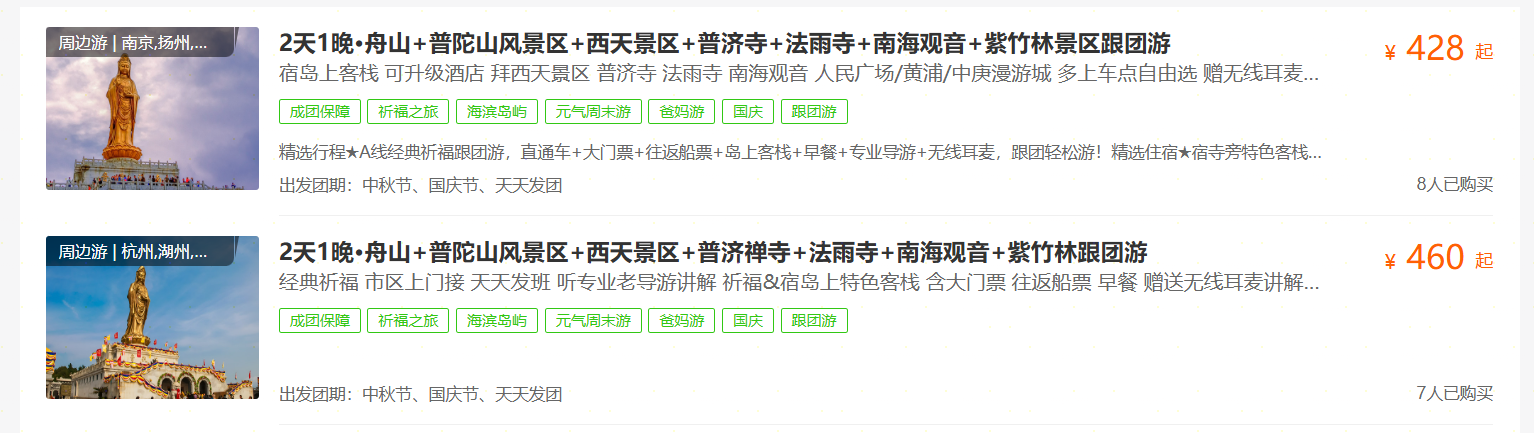 周边游 | 南京,扬州,...
2天1晚•舟山+普陀山风景区+西天景区+普济寺+法雨寺+南海观音+紫竹林景区跟团游
¥ 428 起
宿岛上客栈 可升级酒店 拜西天景区 普济寺 法雨寺 南海观音 人民广场/黄浦/中庚漫游城 多上车点自由选 赠无线耳麦...
成团保障 祈福之旅 海滨岛屿 元气周末游 爸妈游 国庆 跟团游
精选行程★A线经典祈福跟团游，直通车+大门票+往返船票+岛上客栈+早餐+专业导游+无线耳麦，跟团轻松游！精选住宿★宿寺旁特色客栈...
出发团期：中秋节、国庆节、天天发团
8人已购买
周边游 | 杭州,湖州,...
2天1晚•舟山+普陀山风景区+西天景区+普济禅寺+法雨寺+南海观音+紫竹林跟团游
¥ 460 起
经典祈福 市区上门接 天天发班 听专业老导游讲解 祈福&宿岛上特色客栈 含大门票 往返船票 早餐 赠送无线耳麦讲解...
成团保障 祈福之旅 海滨岛屿 元气周末游 爸妈游 国庆 跟团游
出发团期：中秋节、国庆节、天天发团
7人已购买